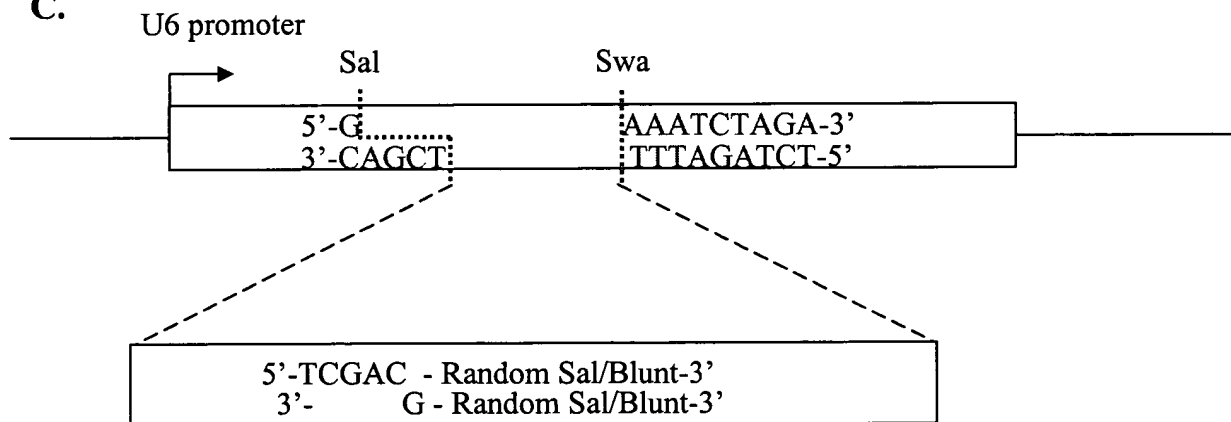 C.
U6 promoter
Sal Swa
5’-G AAATCTAGA-3’
3’-CAGCT TTTAGATCT-5’
5’-TCGAC - Random Sal/Blunt-3’
3’- G - Random Sal/Blunt-3’